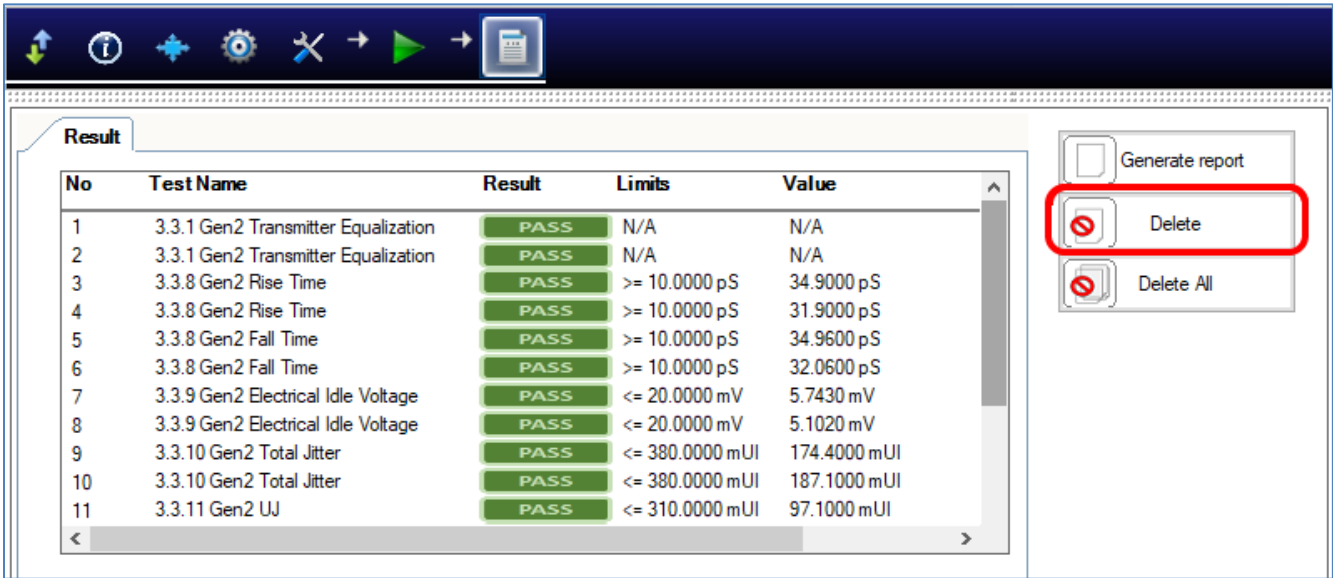 Result
No Test Name Result Limits Value
1 3.3.1 Gen2 Transmitter Equalization PASS N/A N/A
2 3.3.1 Gen2 Transmitter Equalization PASS N/A N/A
3 3.3.8 Gen2 Rise Time PASS >= 10.0000 pS 34.9000 pS
4 3.3.8 Gen2 Rise Time PASS >= 10.0000 pS 31.9000 pS
5 3.3.8 Gen2 Fall Time PASS >= 10.0000 pS 34.9600 pS
6 3.3.8 Gen2 Fall Time PASS >= 10.0000 pS 32.0600 pS
7 3.3.9 Gen2 Electrical Idle Voltage PASS <= 20.0000 mV 5.7430 mV
8 3.3.9 Gen2 Electrical Idle Voltage PASS <= 20.0000 mV 5.1020 mV
9 3.3.10 Gen2 Total Jitter PASS <= 380.0000 mUI 174.4000 mUI
10 3.3.10 Gen2 Total Jitter PASS <= 380.0000 mUI 187.1000 mUI
11 3.3.11 Gen2 UJ PASS <= 310.0000 mUI 97.1000 mUI
Generate report
Delete
Delete All